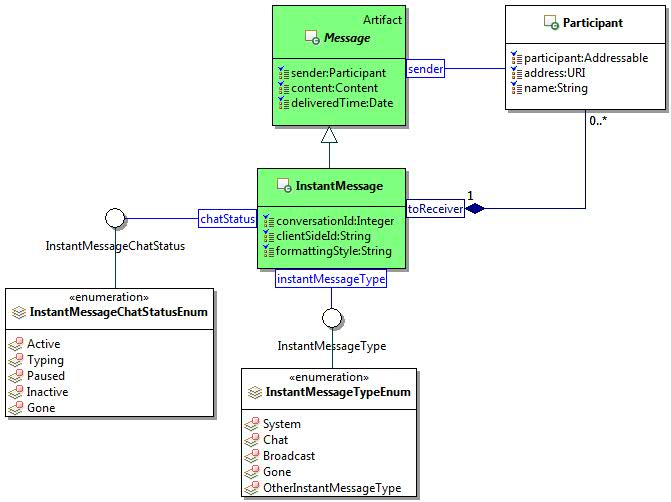 Artifact
Message
sender:Participant
content:Content
deliveredTime:Date
sender
Participant
participant:Addressable
address:URI
name:String
0..*
InstantMessage
conversationId:Integer
clientSideId:String
formattingStyle:String
toReceiver
1
chatStatus
InstantMessageChatStatus
instantMessageType
InstantMessageType
«enumeration»
InstantMessageChatStatusEnum
Active
Typing
Paused
Inactive
Gone
«enumeration»
InstantMessageTypeEnum
System
Chat
Broadcast
Gone
OtherInstantMessageType